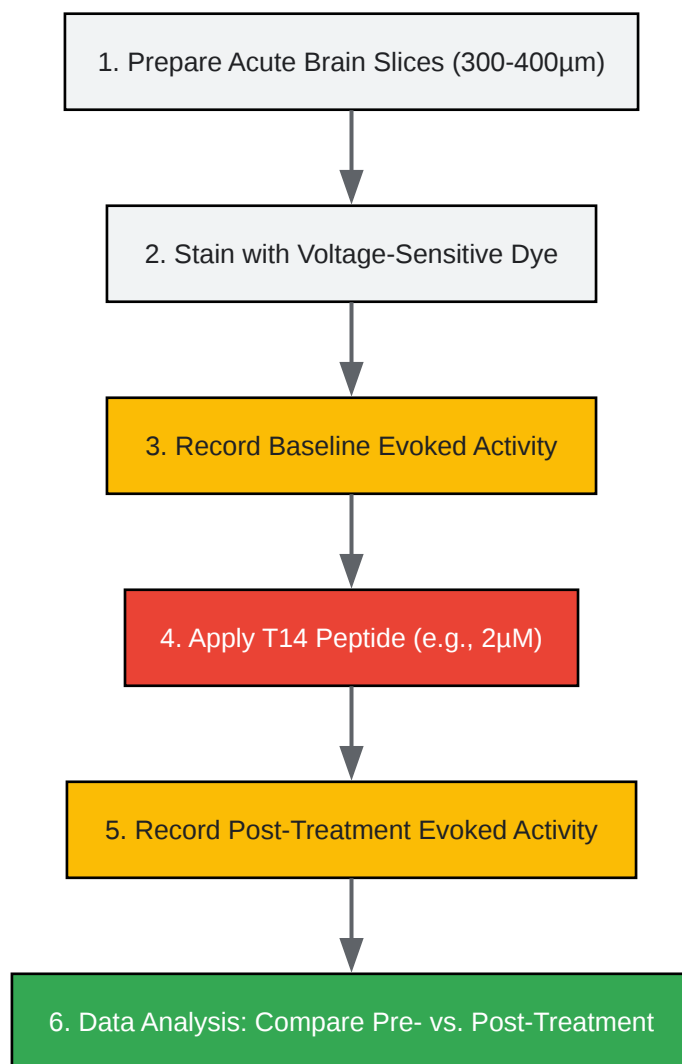 1. Prepare Acute Brain Slices (300-400µm)
2. Stain with Voltage-Sensitive Dye
3. Record Baseline Evoked Activity
4. Apply T14 Peptide (e.g., 2µM)
5. Record Post-Treatment Evoked Activity
6. Data Analysis: Compare Pre- vs. Post-Treatment